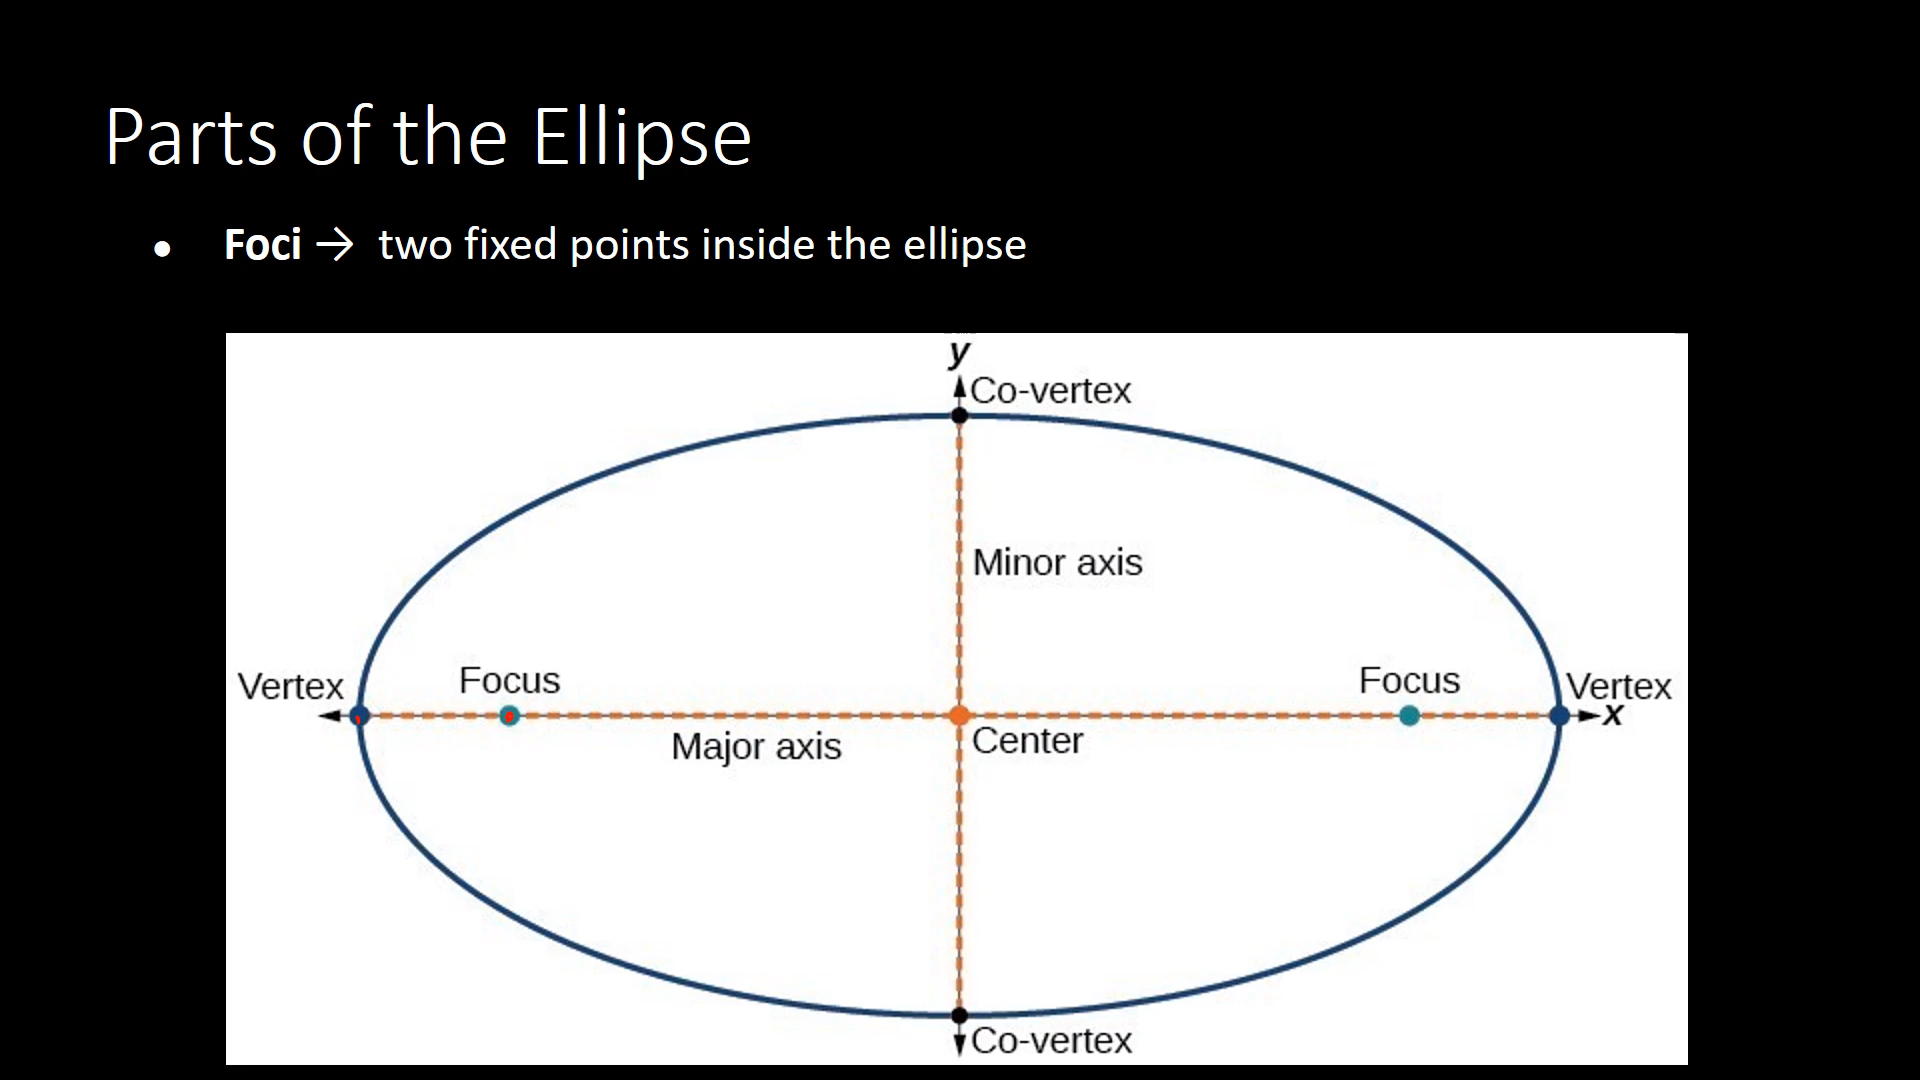 Parts of the Ellipse
● Foci → two fixed points inside the ellipse
y
Co-vertex
Minor axis
Vertex
Focus
Focus
Vertex
x
Major axis
Center
Co-vertex